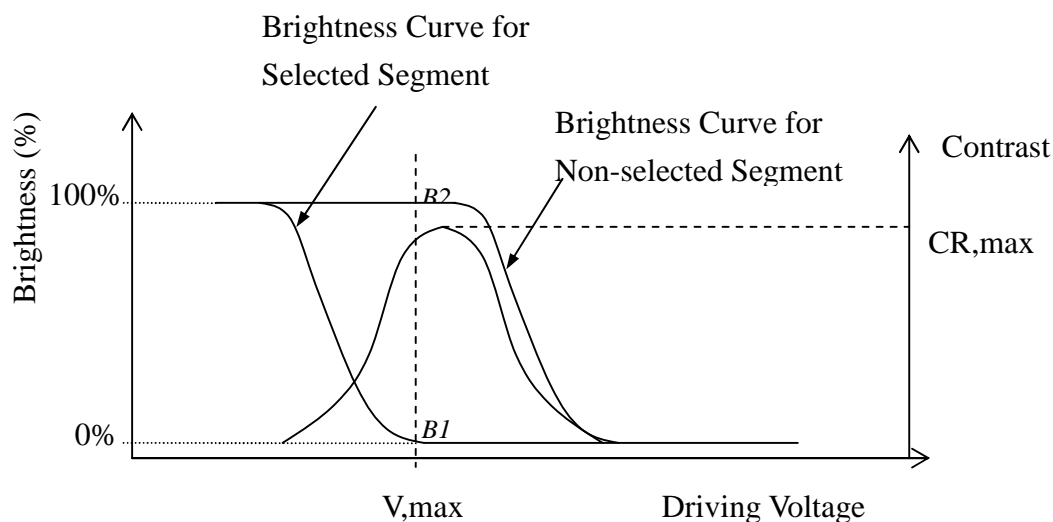 Brightness Curve for
Selected Segment
Brightness Curve for
Non-selected Segment
Contrast
Brightness (%)
100%
B2
CR,max
0%
B1
V,max
Driving Voltage